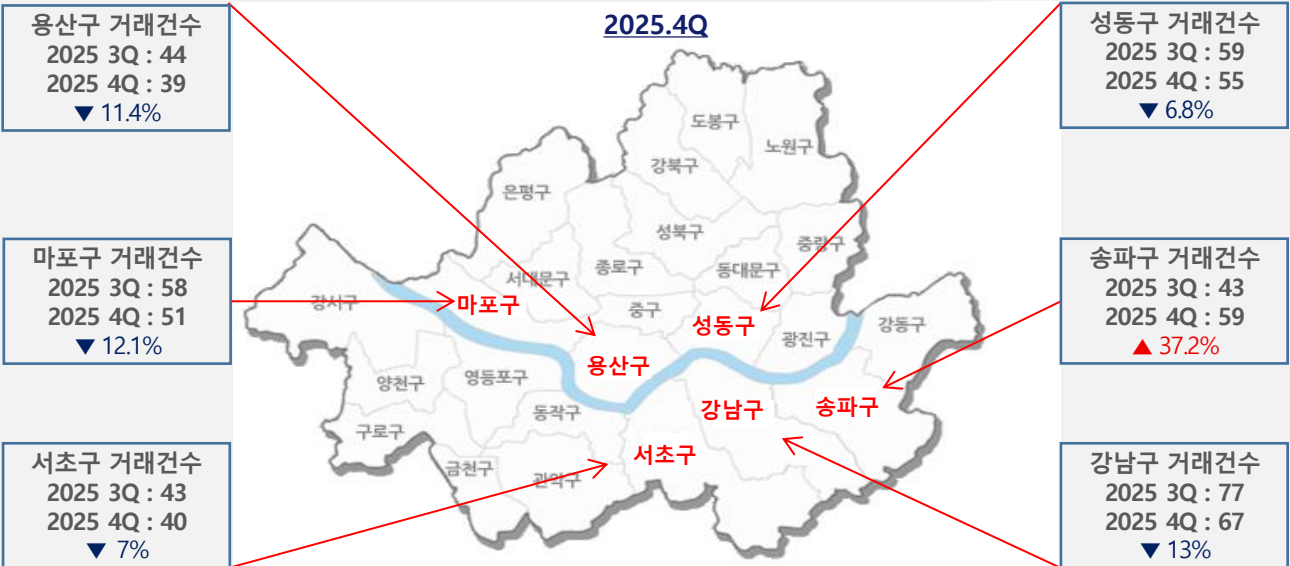 2025.4Q
용산구 거래건수
2025 3Q : 44
2025 4Q : 39
▼ 11.4%
성동구 거래건수
2025 3Q : 59
2025 4Q : 55
▼ 6.8%
마포구 거래건수
2025 3Q : 58
2025 4Q : 51
▼ 12.1%
송파구 거래건수
2025 3Q : 43
2025 4Q : 59
▲ 37.2%
서초구 거래건수
2025 3Q : 43
2025 4Q : 40
▼ 7%
강남구 거래건수
2025 3Q : 77
2025 4Q : 67
▼ 13%
도봉구
노원구
강북구
은평구
성북구
중랑구
서대문구
종로구
동대문구
강서구
마포구
중구
성동구
광진구
강동구
용산구
양천구
영등포구
동작구
강남구
송파구
구로구
서초구
금천구
관악구